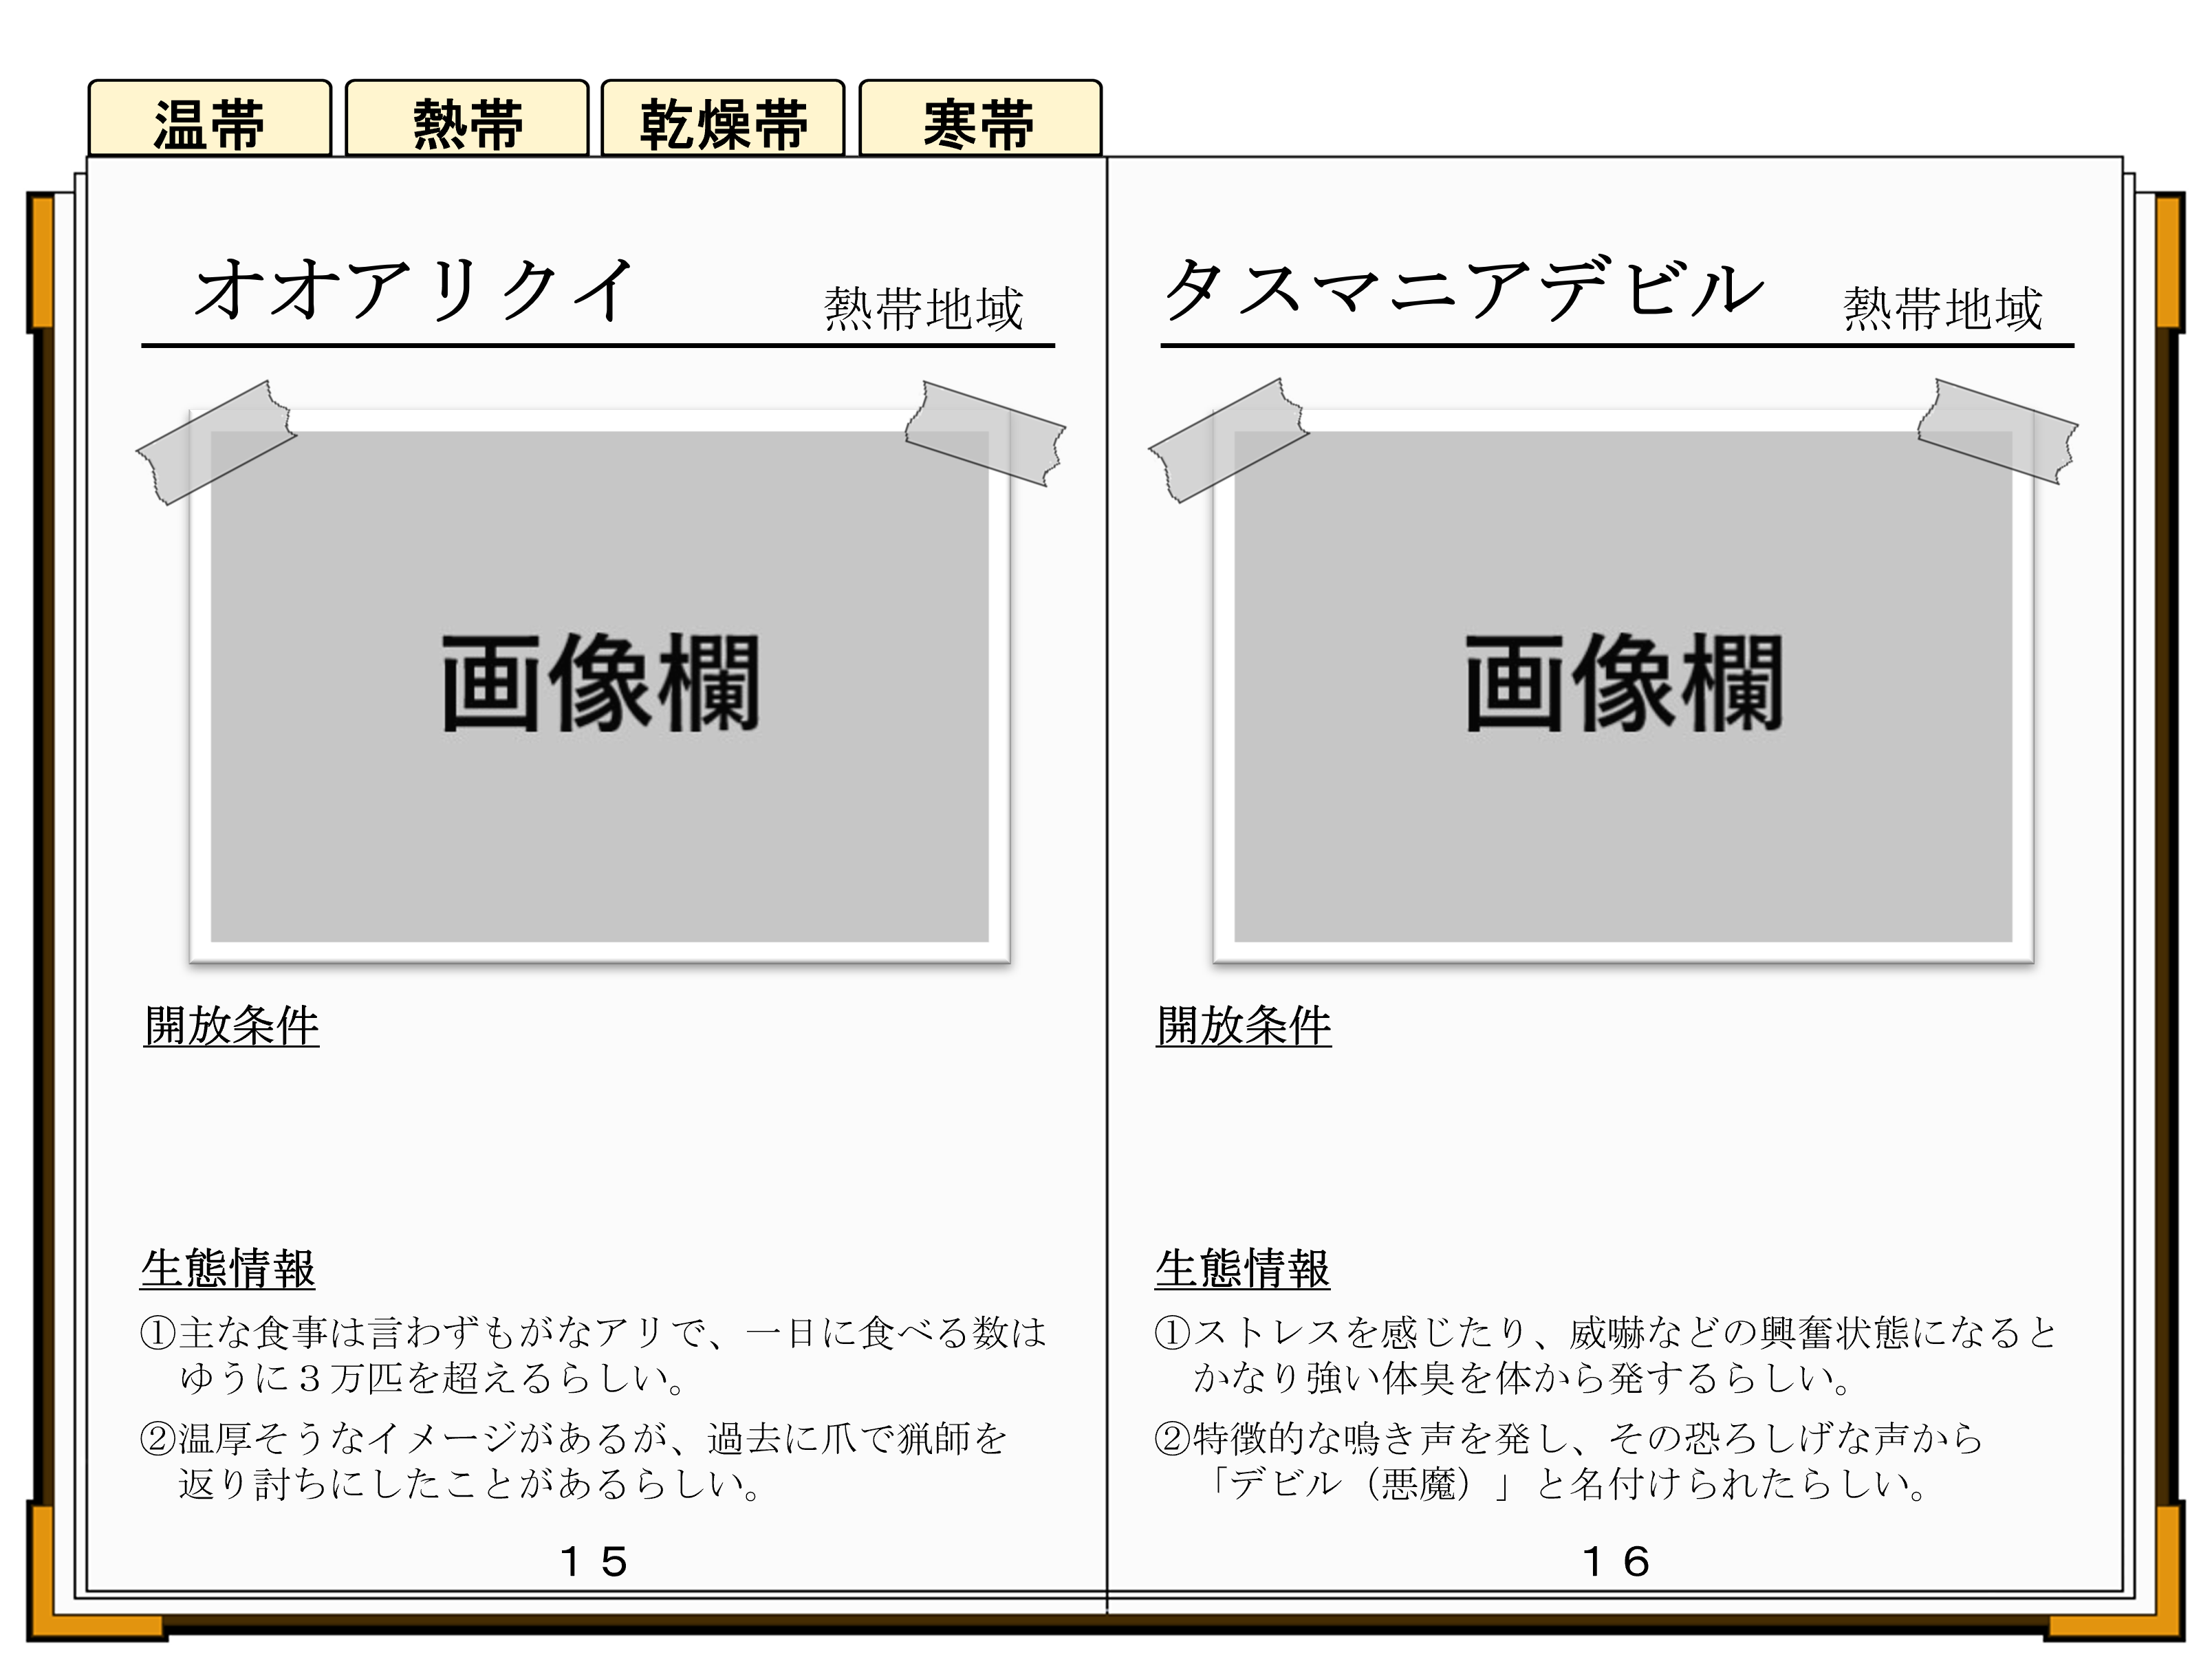 温帯
熱帯
乾燥帯
寒帯
オオアリクイ
熱帯地域
画像欄
開放条件
生態情報
①主な食事は言わずもがなアリで、一日に食べる数は
ゆうに３万匹を超えるらしい。
②温厚そうなイメージがあるが、過去に爪で猟師を
返り討ちにしたことがあるらしい。
１５
タスマニアデビル
熱帯地域
画像欄
開放条件
生態情報
①ストレスを感じたり、威嚇などの興奮状態になると
かなり強い体臭を体から発するらしい。
②特徴的な鳴き声を発し、その恐ろしげな声から
「デビル（悪魔）」と名付けられたらしい。
１６